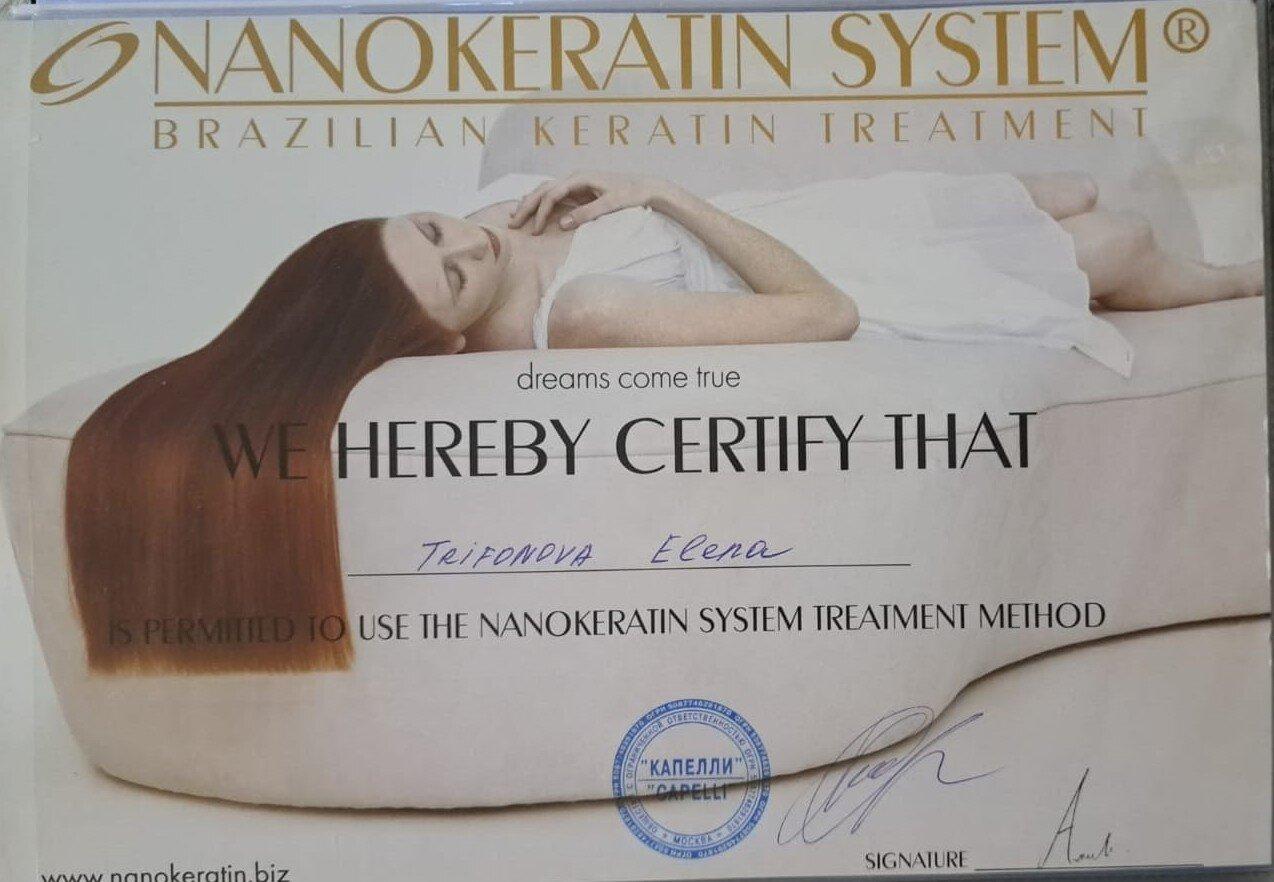 NANOKERATIN SYSTEM®
BRAZILIAN KERATIN TREATMENT
dreams come true
WE HEREBY CERTIFY THAT
TRIFONOVA Elena
IS PERMITTED TO USE THE NANOKERATIN SYSTEM TREATMENT METHOD
"КАПЕЛЛИ"
"CAPELLI"
МОСКВА
SIGNATURE
www.nanokeratin.biz